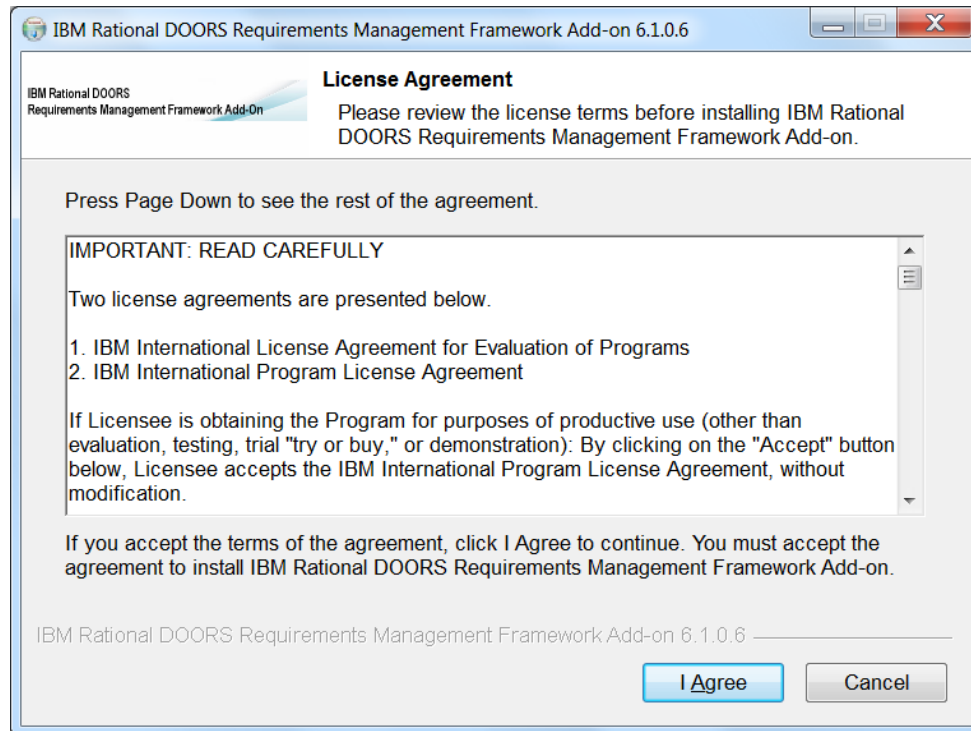 IBM Rational DOORS Requirements Management Framework Add-on 6.1.0.6
IBM Rational DOORS
Requirements Management Framework Add-On
License Agreement
Please review the license terms before installing IBM Rational
DOORS Requirements Management Framework Add-on.
Press Page Down to see the rest of the agreement.
IMPORTANT: READ CAREFULLY
Two license agreements are presented below.
1. IBM International License Agreement for Evaluation of Programs
2. IBM International Program License Agreement
If Licensee is obtaining the Program for purposes of productive use (other than
evaluation, testing, trial "try or buy," or demonstration): By clicking on the "Accept" button
below, Licensee accepts the IBM International Program License Agreement, without
modification.
If you accept the terms of the agreement, click I Agree to continue. You must accept the
agreement to install IBM Rational DOORS Requirements Management Framework Add-on.
IBM Rational DOORS Requirements Management Framework Add-on 6.1.0.6
I Agree
Cancel